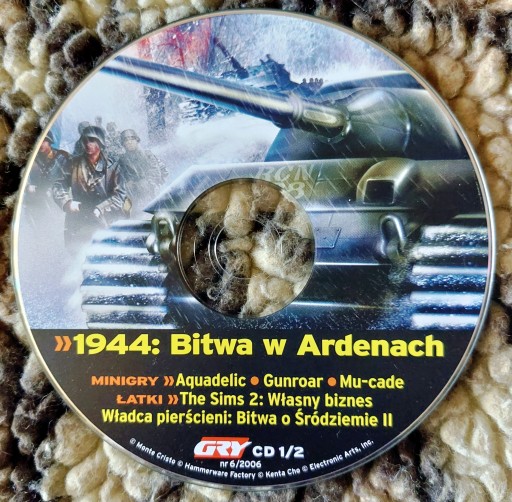 »1944: Bitwa w Ardenach
MINIGRY » Aquadelic • Gunroar • Mu-cade
ŁATKI » The Sims 2: Własny biznes
Władca pierścieni: Bitwa o Śródziemie II
GRY CD 1/2
nr 6/2006
© Monte Cristo © Hammerware Factory © Kenta Cho © Electronic Arts, Inc.